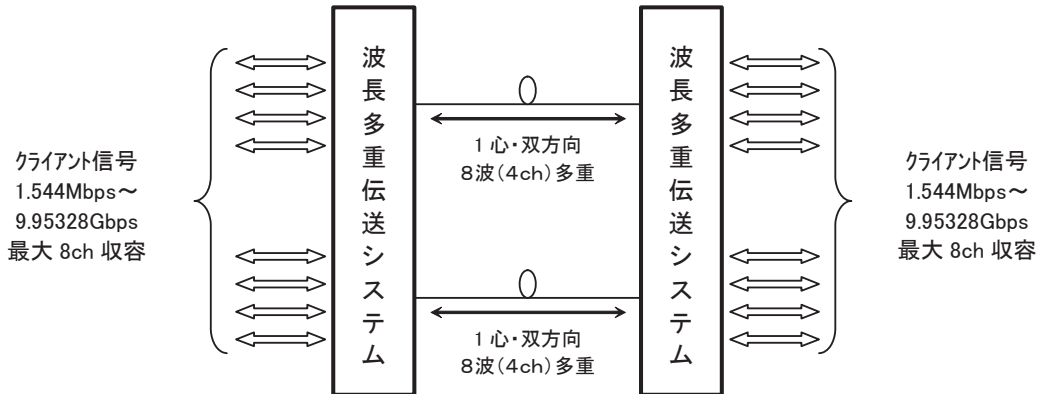 クライアント信号
1.544Mbps～
9.95328Gbps
最大 8ch 収容
波長多重伝送システム
1 心・双方向
8波(4ch)多重
1 心・双方向
8波(4ch)多重
波長多重伝送システム
クライアント信号
1.544Mbps～
9.95328Gbps
最大 8ch 収容